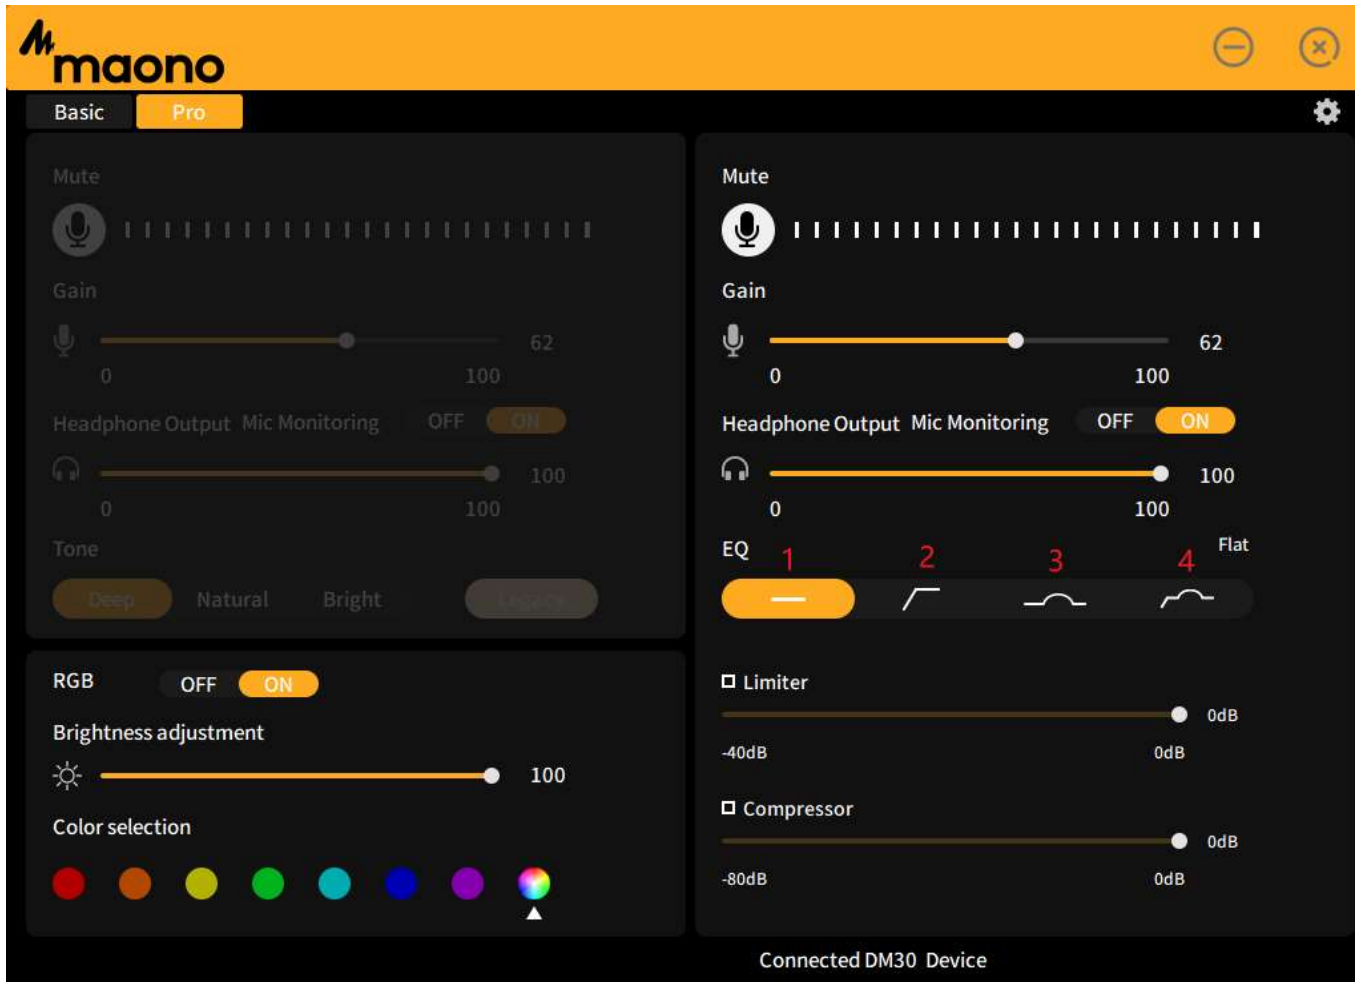 maono
Basic Pro
Mute
Gain
62
0 100
Headphone Output Mic Monitoring OFF ON
100
0 100
Tone
Deep Natural Bright Legacy
RGB OFF ON
Brightness adjustment
100
Color selection
Mute
Gain
62
0 100
Headphone Output Mic Monitoring OFF ON
100
0 100
EQ 1 2 3 4 Flat
Limiter
0dB
-40dB 0dB
Compressor
0dB
-80dB 0dB
Connected DM30 Device